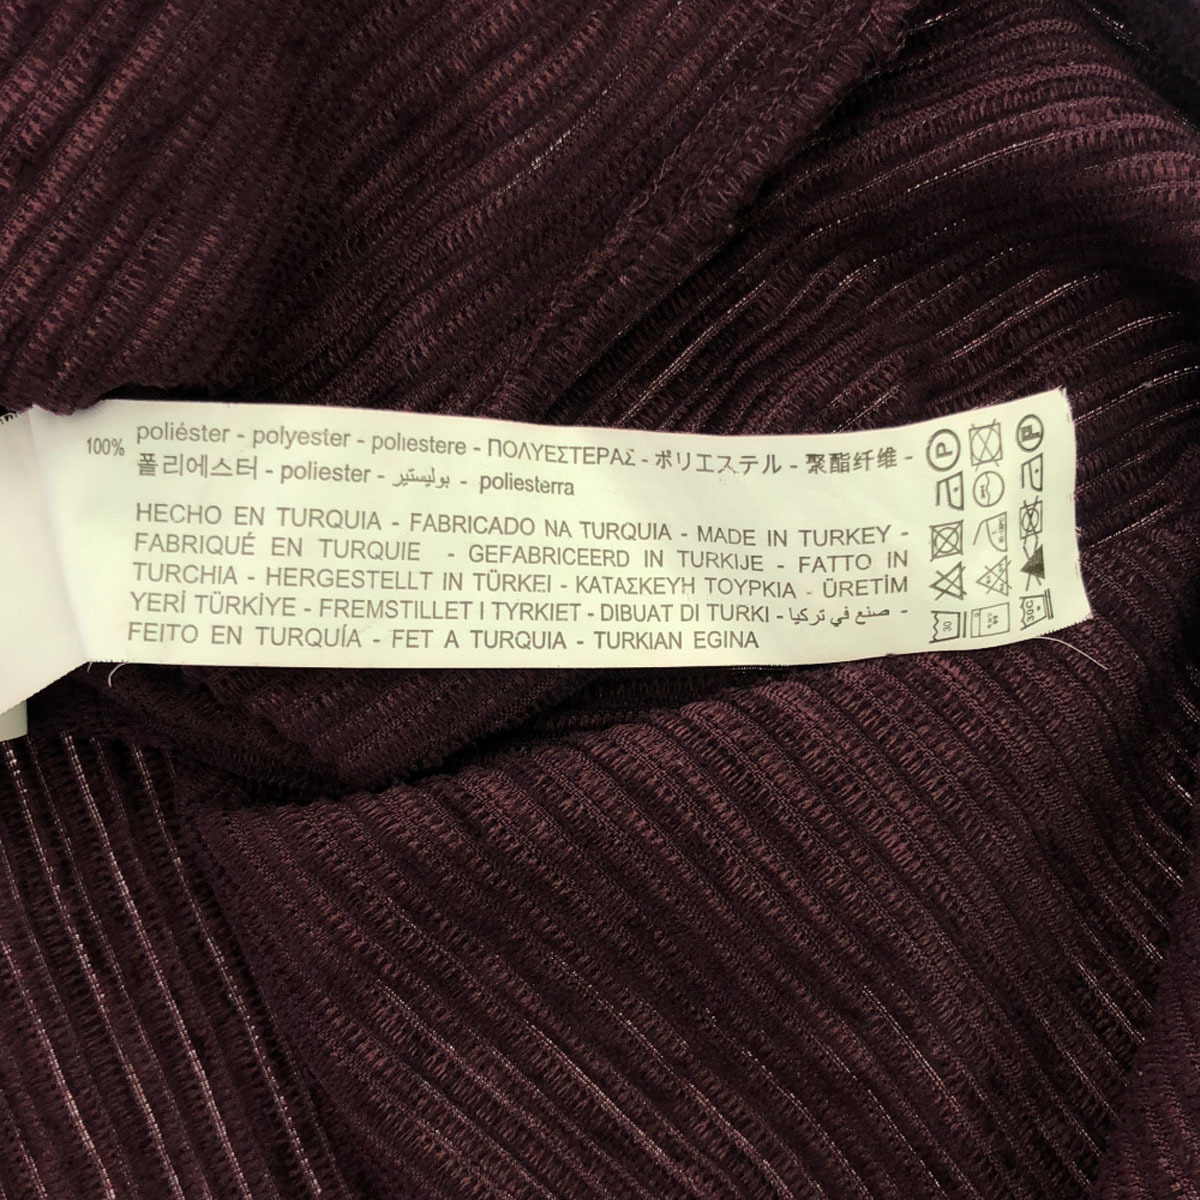 100% poliéster - polyester - poliestere - ΠΟΛΥΕΣΤΕΡΑΣ - ポリエステル - 聚酯纤维 -
폴리에스터 - poliester - بوليستير - poliesterra
HECHO EN TURQUIA - FABRICADO NA TURQUIA - MADE IN TURKEY -
FABRIQUÉ EN TURQUIE - GEFABRICEERD IN TURKIJE - FATTO IN
TURCHIA - HERGESTELLT IN TÜRKEI - ΚΑΤΑΣΚΕΥΗ ΤΟΥΡΚΙΑ - ÜRETİM
YERİ TÜRKİYE - FREMSTILLET I TYRKIET - DIBUAT DI TURKI - صنع في تركيا -
FEITO EN TURQUÍA - FET A TURQUIA - TURKIAN EGINA
P
P
30
30C